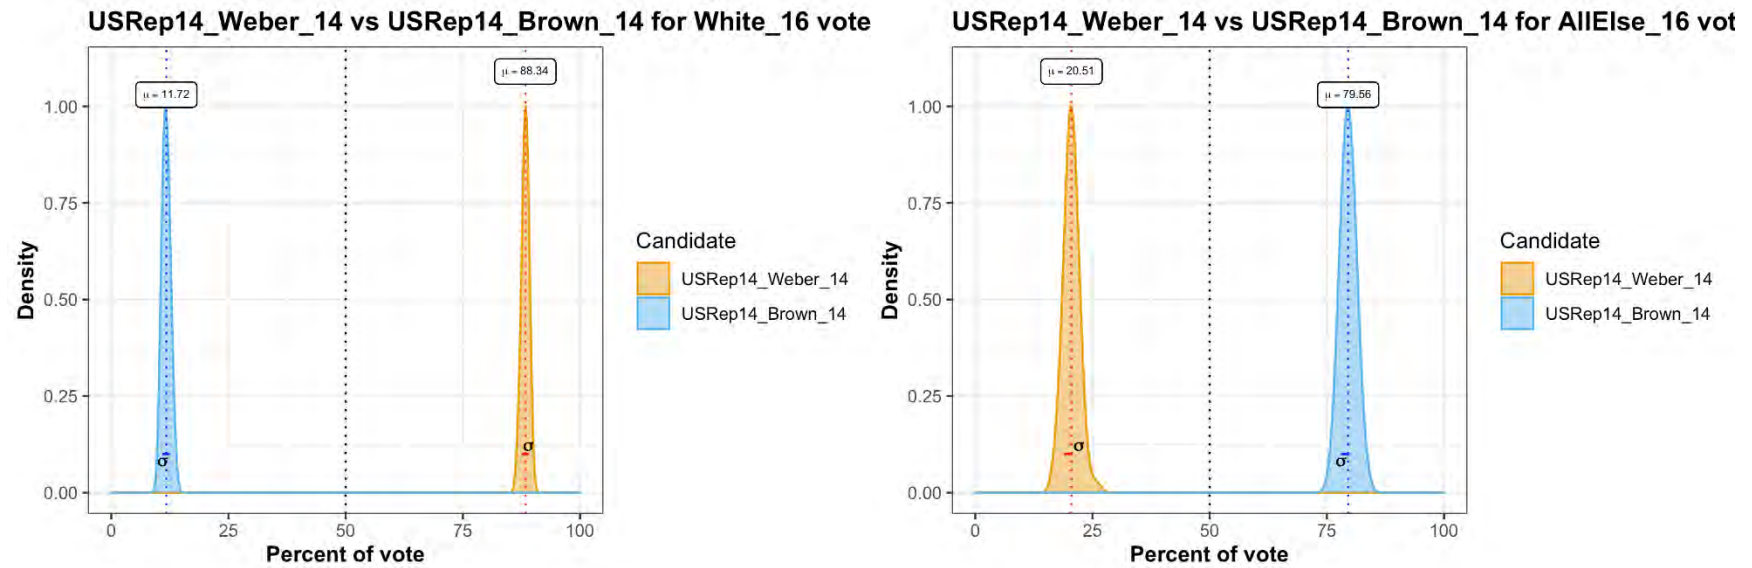 USRep14_Weber_14 vs USRep14_Brown_14 for White_16 vote
μ = 11.72
μ = 88.34
1.00
0.75
0.50
0.25
0.00
Density
σ
σ
0 25 50 75 100
Percent of vote
Candidate
USRep14_Weber_14
USRep14_Brown_14
USRep14_Weber_14 vs USRep14_Brown_14 for AllElse_16 vot
μ = 20.51
μ = 79.56
1.00
0.75
0.50
0.25
0.00
Density
σ
σ
0 25 50 75 100
Percent of vote
Candidate
USRep14_Weber_14
USRep14_Brown_14